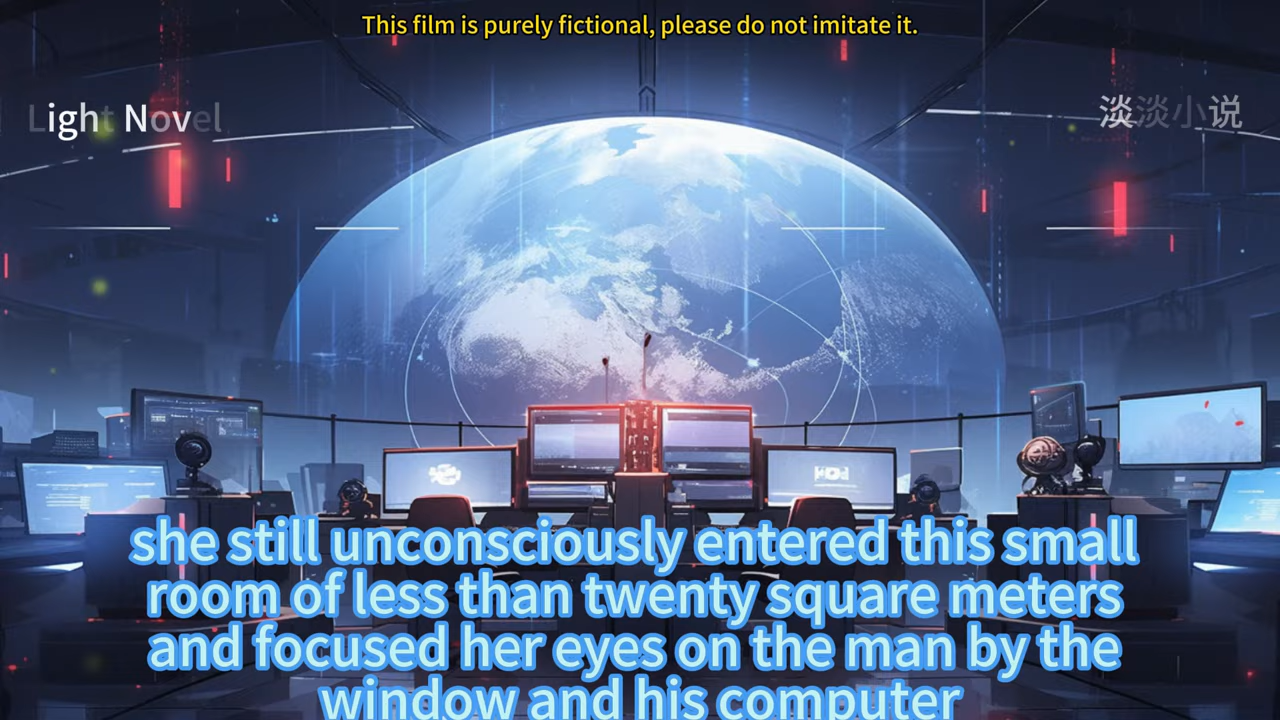 This film is purely fictional, please do not imitate it.
Light Novel
淡淡小说
she still unconsciously entered this small
room of less than twenty square meters
and focused her eyes on the man by the
window and his computer